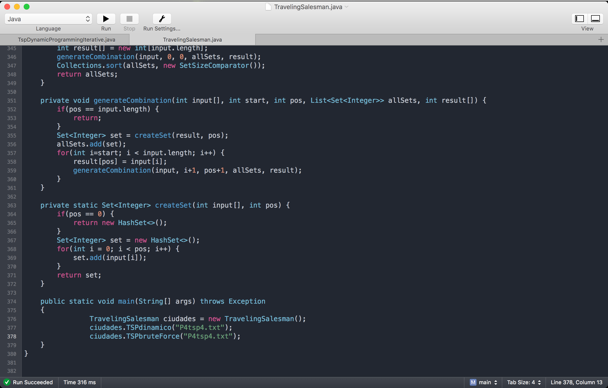 TravelingSalesman.java
Java
Language
Run
Stop
Run Settings...
View
TspDynamicProgrammingIterative.java
TravelingSalesman.java
345 int result[] = new int[input.length];
346 generateCombination(input, 0, 0, allSets, result);
347 Collections.sort(allSets, new SetSizeComparator());
348 return allSets;
349 }
350
351 private void generateCombination(int input[], int start, int pos, List<Set<Integer>> allSets, int result[]) {
352 if(pos == input.length) {
353 return;
354 }
355 Set<Integer> set = createSet(result, pos);
356 allSets.add(set);
357 for(int i=start; i < input.length; i++) {
358 result[pos] = input[i];
359 generateCombination(input, i+1, pos+1, allSets, result);
360 }
361 }
362
363 private static Set<Integer> createSet(int input[], int pos) {
364 if(pos == 0) {
365 return new HashSet<>();
366 }
367 Set<Integer> set = new HashSet<>();
368 for(int i = 0; i < pos; i++) {
369 set.add(input[i]);
370 }
371 return set;
372 }
373
374 public static void main(String[] args) throws Exception
375 {
376 TravelingSalesman ciudades = new TravelingSalesman();
377 ciudades.TSPdinamico("P4tsp4.txt");
378 ciudades.TSPbruteForce("P4tsp4.txt");
379 }
380 }
381
382
Run Succeeded Time 316 ms M main Tab Size: 4 Line 378, Column 13